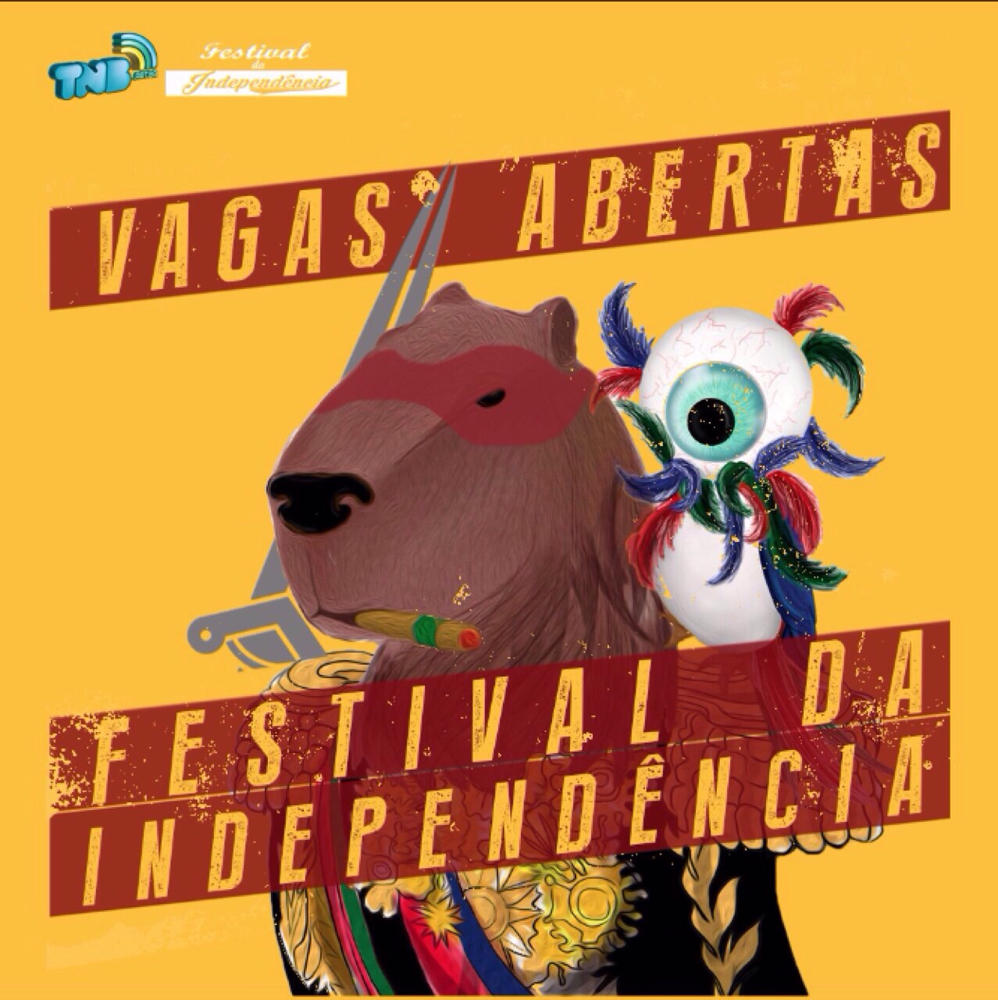 TNB
Festival
da
Independência
VAGAS ABERTAS
FESTIVAL DA
INDEPENDÊNCIA